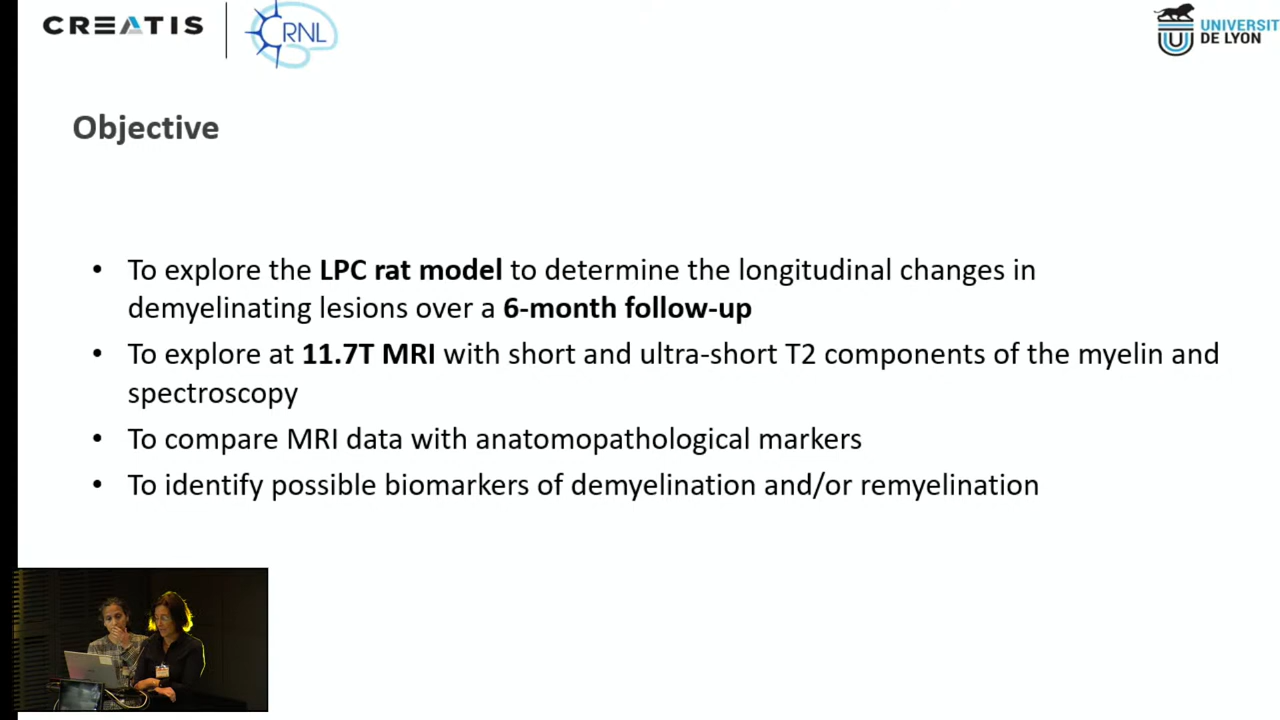 CREATIS
CRNL
UNIVERSIT
DE LYON
Objective
• To explore the LPC rat model to determine the longitudinal changes in
demyelinating lesions over a 6-month follow-up
• To explore at 11.7T MRI with short and ultra-short T2 components of the myelin and
spectroscopy
• To compare MRI data with anatomopathological markers
• To identify possible biomarkers of demyelination and/or remyelination